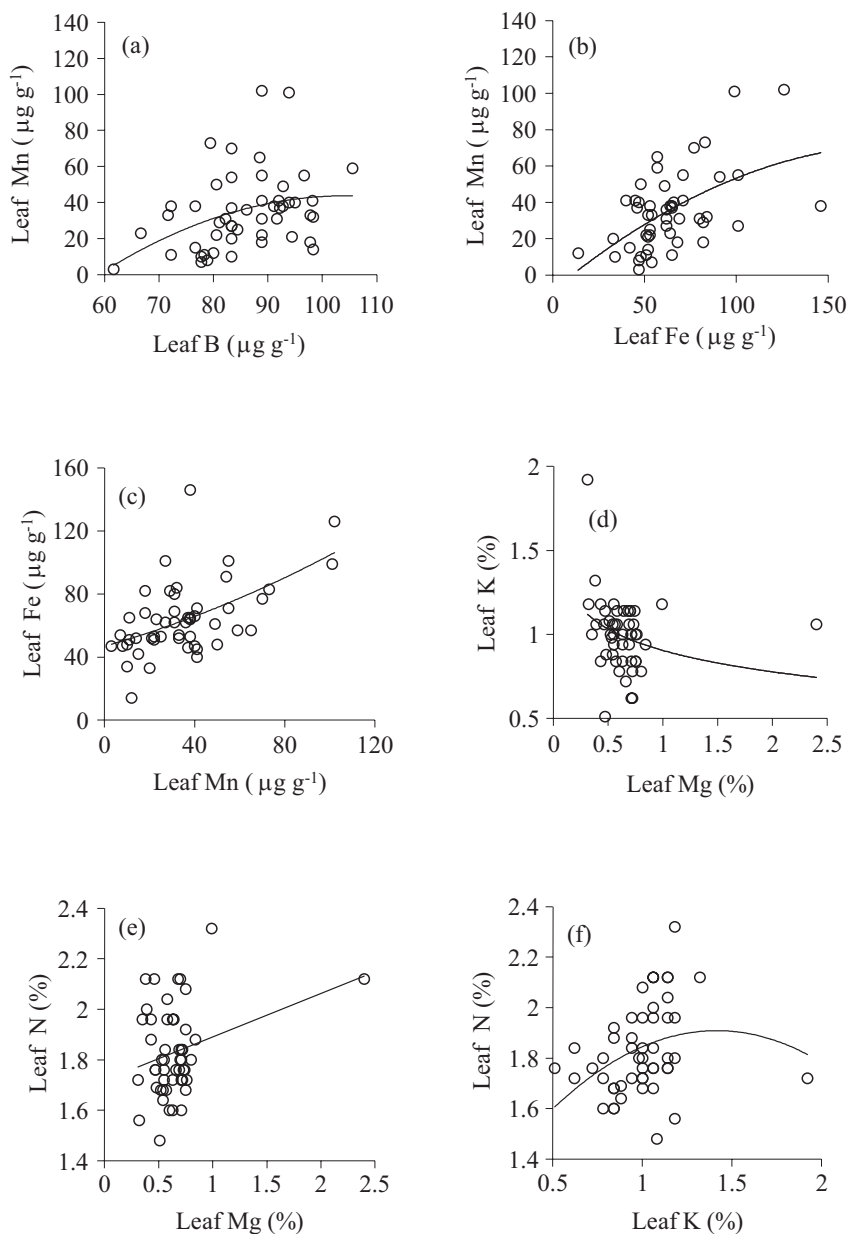 (a)
Leaf Mn ( µg g⁻¹)
140
120
100
80
60
40
20
0
60 70 80 90 100 110
Leaf B (µg g⁻¹)
(b)
Leaf Mn ( µg g⁻¹)
140
120
100
80
60
40
20
0
0 50 100 150
Leaf Fe (µg g⁻¹)
(c)
Leaf Fe (µg g⁻¹)
160
120
80
40
0
0 40 80 120
Leaf Mn ( µg g⁻¹)
(d)
Leaf K (%)
2
1.5
1
0.5
0 0.5 1 1.5 2 2.5
Leaf Mg (%)
(e)
Leaf N (%)
2.4
2.2
2
1.8
1.6
1.4
0 0.5 1 1.5 2 2.5
Leaf Mg (%)
(f)
Leaf N (%)
2.4
2.2
2
1.8
1.6
1.4
0.5 1 1.5 2
Leaf K (%)